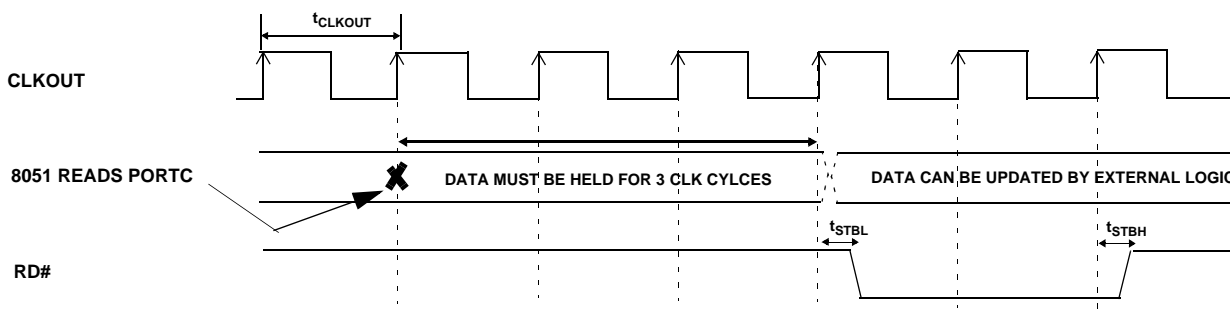 tCLKOUT
CLKOUT
8051 READS PORTC
DATA MUST BE HELD FOR 3 CLK CYLCES
DATA CAN BE UPDATED BY EXTERNAL LOGIC
tSTBL
tSTBH
RD#